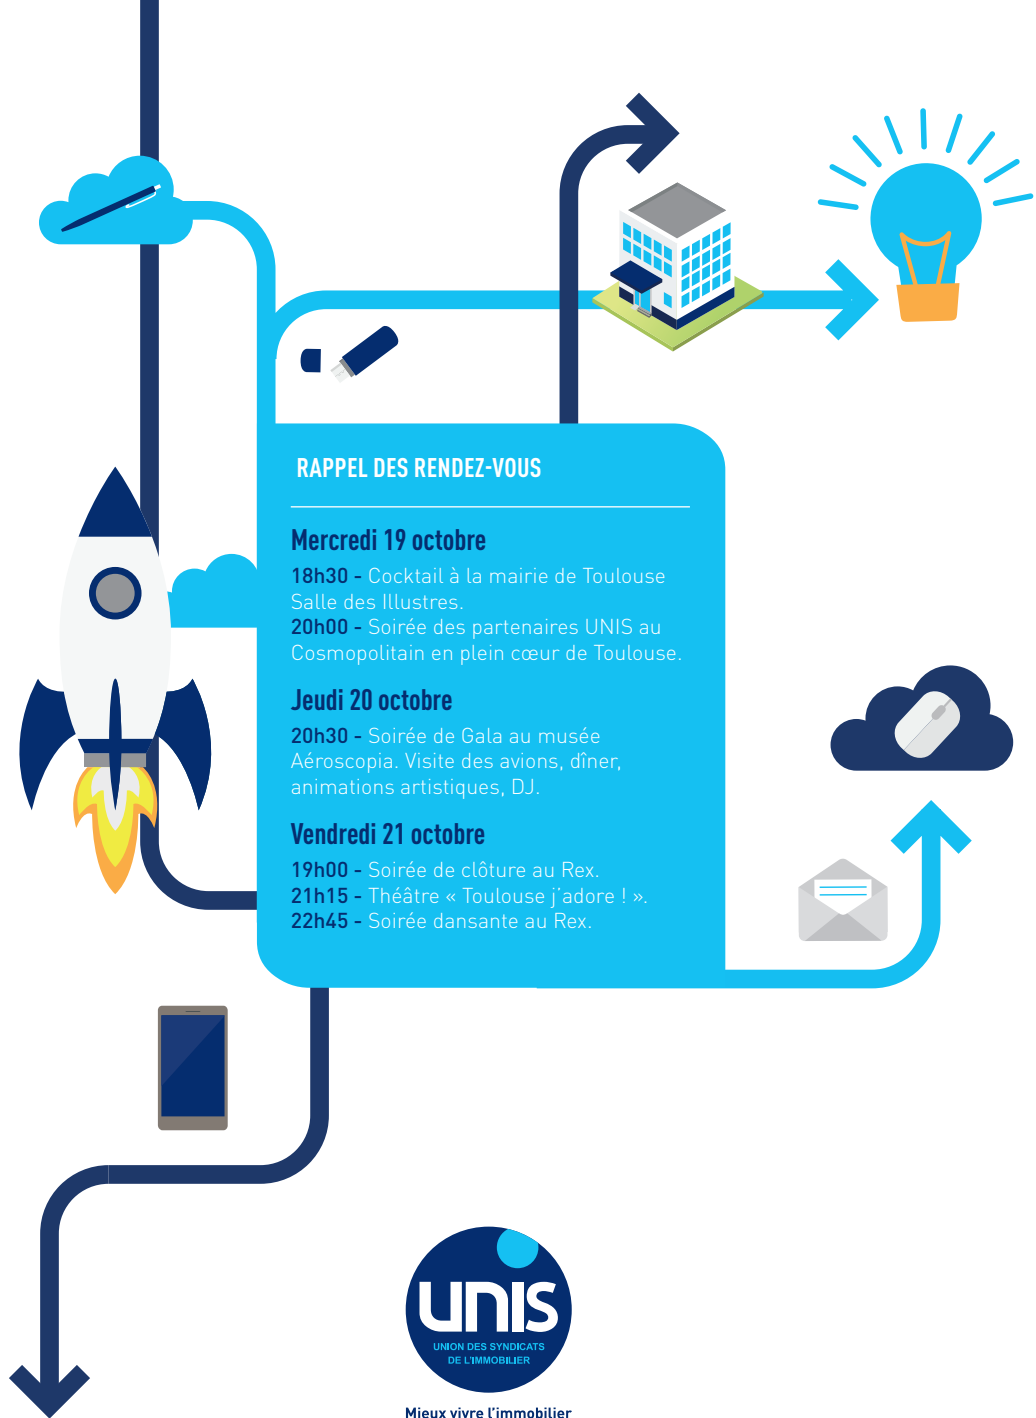 RAPPEL DES RENDEZ-VOUS
Mercredi 19 octobre
18h30 - Cocktail à la mairie de Toulouse
Salle des Illustres.
20h00 - Soirée des partenaires UNIS au
Cosmopolitain en plein cœur de Toulouse.
Jeudi 20 octobre
20h30 - Soirée de Gala au musée
Aéroscopia. Visite des avions, dîner,
animations artistiques, DJ.
Vendredi 21 octobre
19h00 - Soirée de clôture au Rex.
21h15 - Théâtre « Toulouse j'adore ! ».
22h45 - Soirée dansante au Rex.
UNIS
UNION DES SYNDICATS
DE L'IMMOBILIER
Mieux vivre l'immobilier